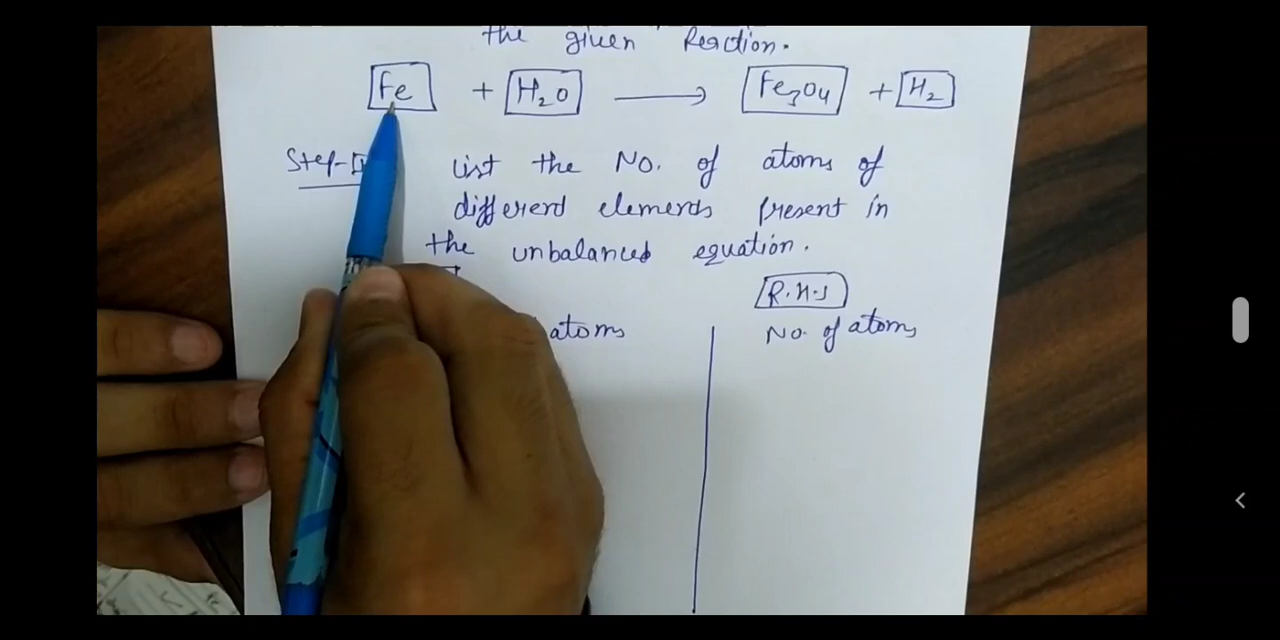 the given Reaction.
Fe + H2O → Fe3O4 + H2
Step- List the No. of atoms of
different elements present in
the unbalanced equation.
R.H.S
atoms No. of atoms